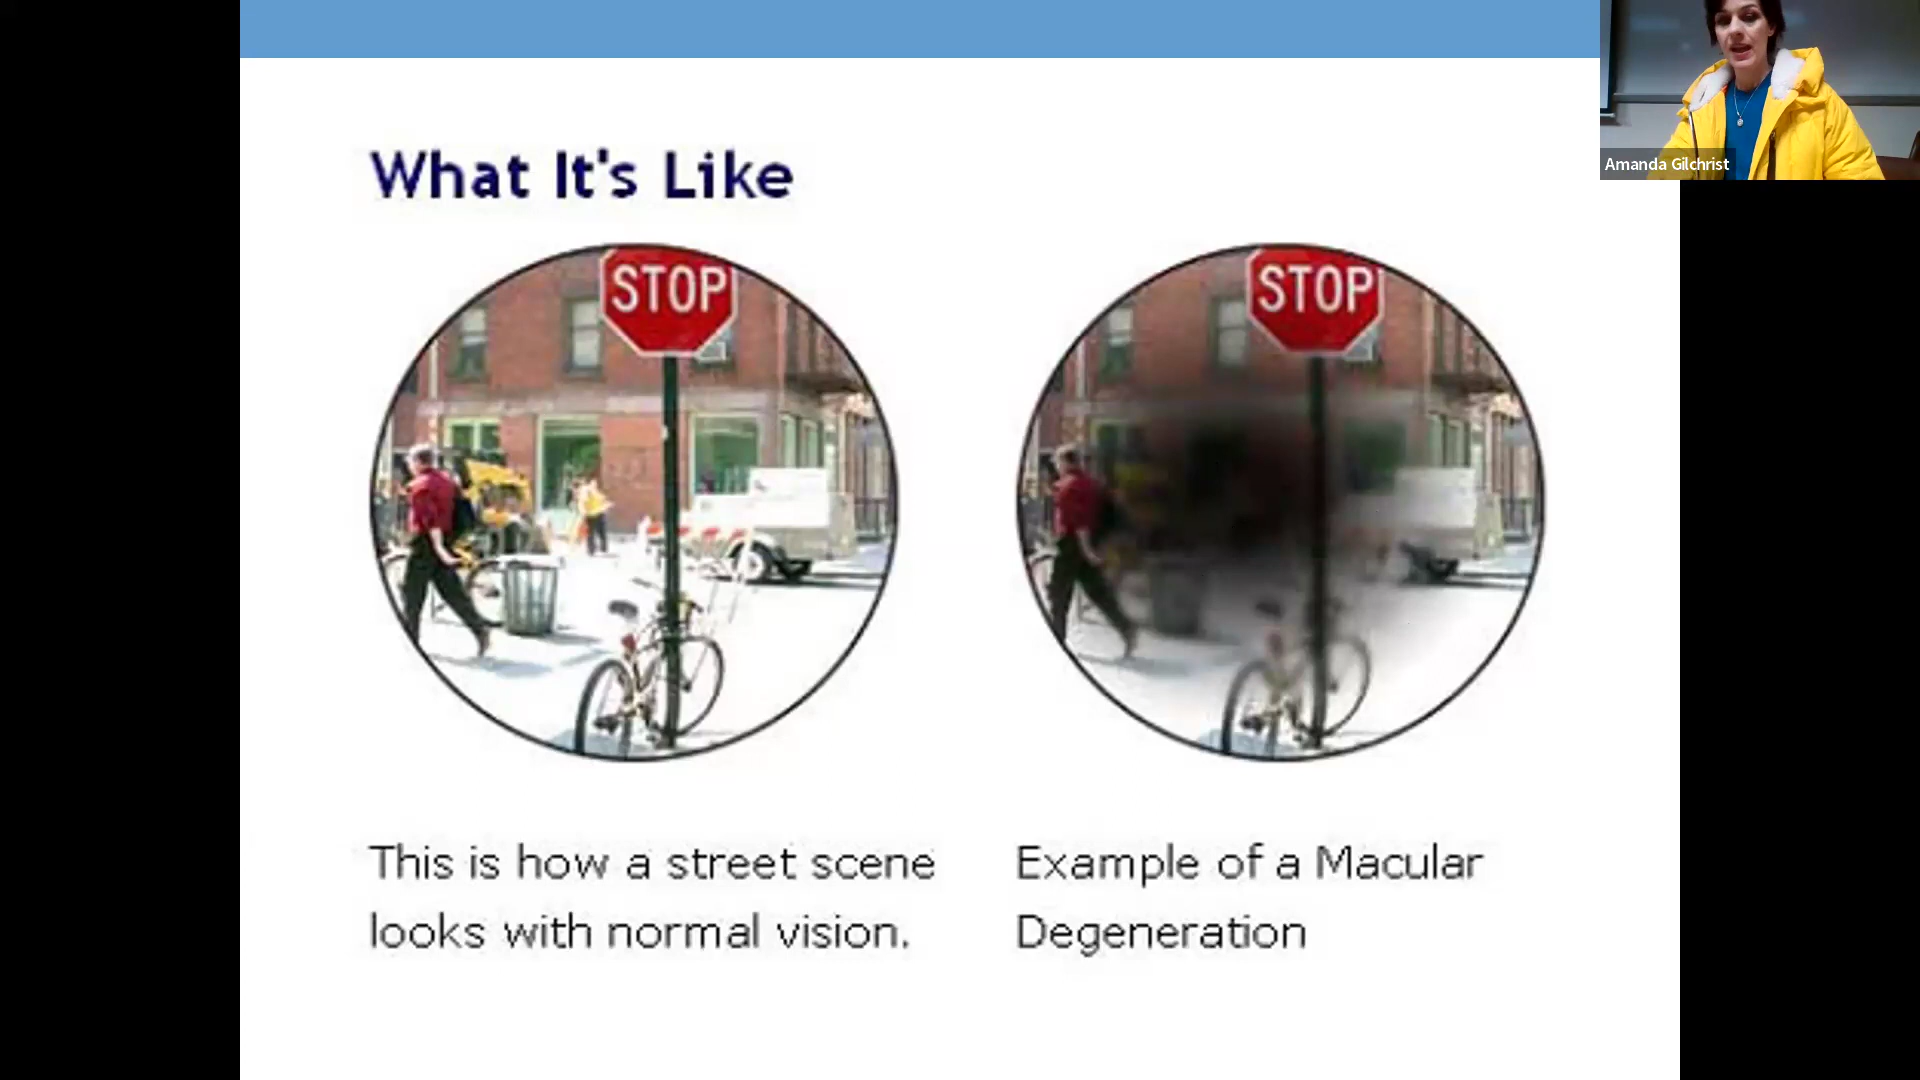 What It's Like
STOP
STOP
This is how a street scene
looks with normal vision.
Example of a Macular
Degeneration
Amanda Gilchrist